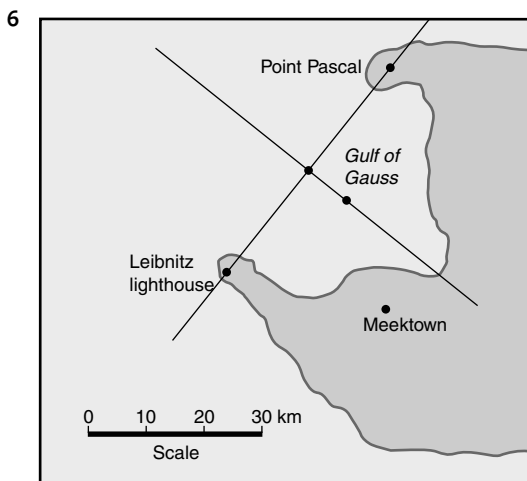 6
Point Pascal
Gulf of
Gauss
Leibnitz
lighthouse
Meektown
0 10 20 30 km
Scale